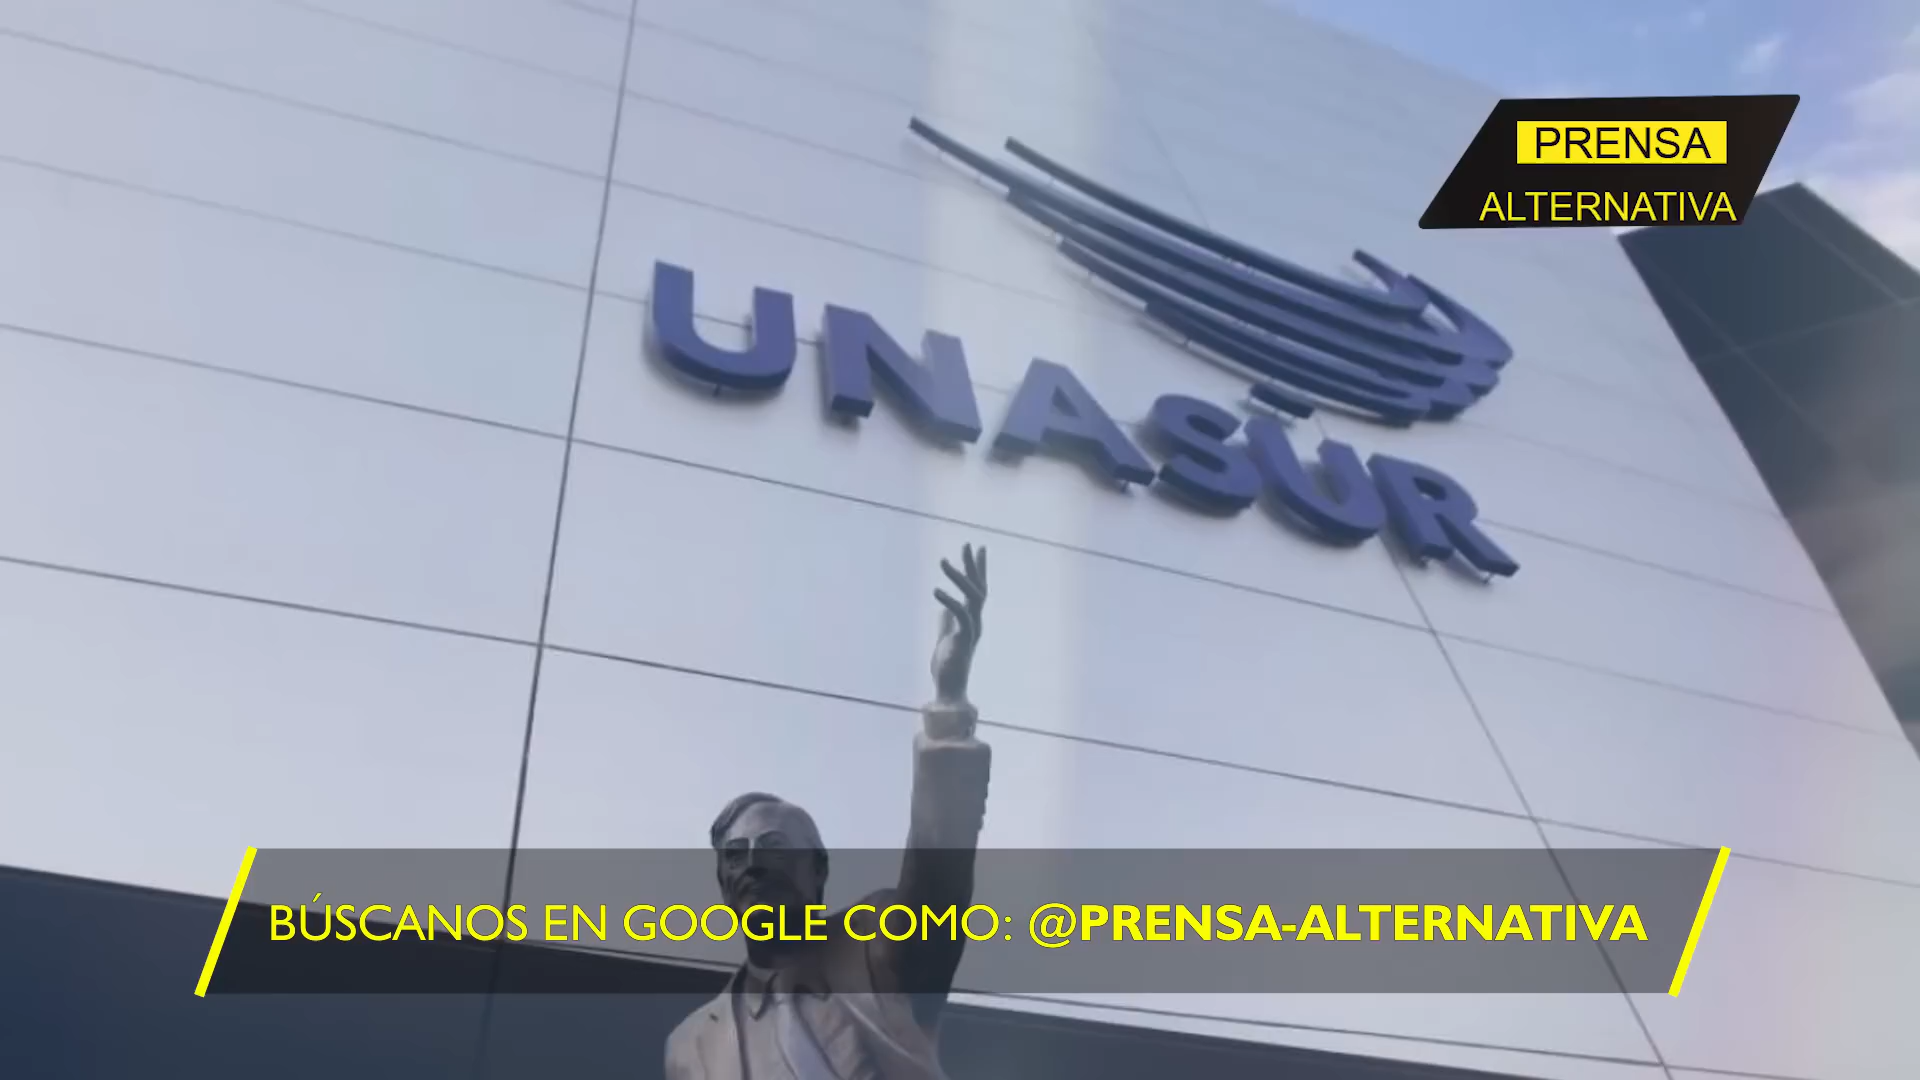 PRENSA
ALTERNATIVA
UNASUR
BÚSCANOS EN GOOGLE COMO: @PRENSA-ALTERNATIVA